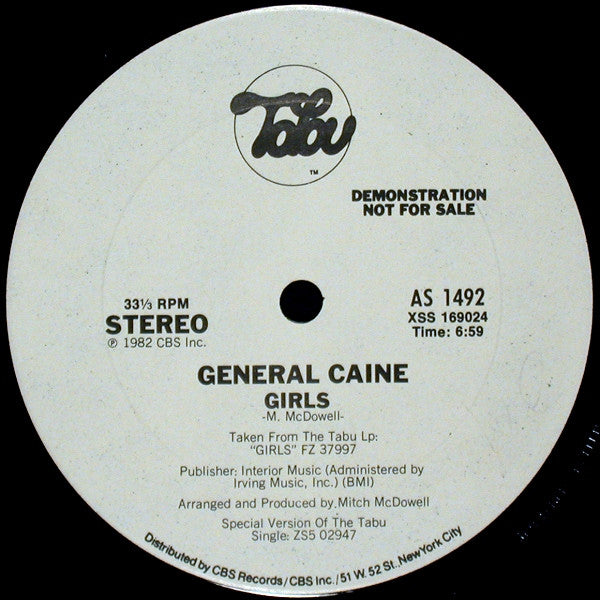 Tabu
TM
DEMONSTRATION
NOT FOR SALE
33⅓ RPM
STEREO
℗ 1982 CBS Inc.
AS 1492
XSS 169024
Time: 6:59
GENERAL CAINE
GIRLS
-M. McDowell-
Taken From The Tabu Lp:
"GIRLS" FZ 37997
Publisher: Interior Music (Administered by
Irving Music, Inc.) (BMI)
Arranged and Produced by Mitch McDowell
Special Version Of The Tabu
Single: ZS5 02947
Distributed by CBS Records/CBS Inc./51 W. 52 St., New York City